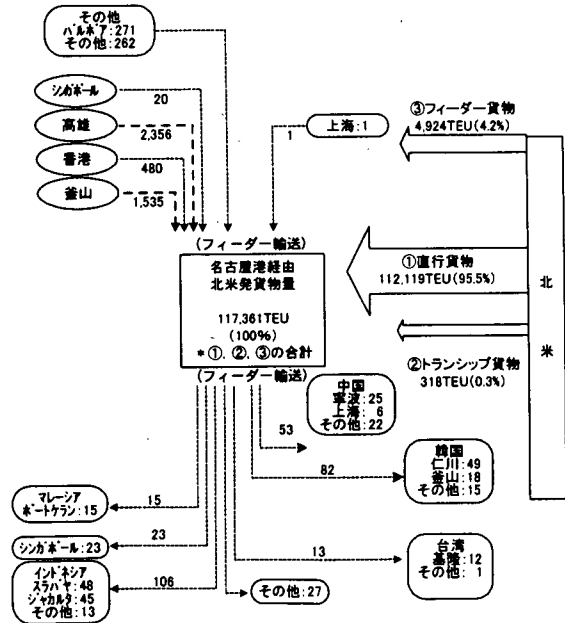 その他
バルボア:271
その他:262
シンガポール
20
高雄
2,356
香港
480
釜山
1,535
上海:1
1
③フィーダー貨物
4,924TEU(4.2%)
(フィーダー輸送)
名古屋港経由
北米発貨物量
117,361TEU
(100%)
*①、②、③の合計
(フィーダー輸送)
①直行貨物
112,119TEU(95.5%)
北
米
②トランシップ貨物
318TEU(0.3%)
中国
寧波:25
上海: 6
その他:22
53
韓国
仁川:49
釜山:18
その他:15
82
マレーシア
ポートケラン:15
15
シンガポール:23
23
インドネシア
スラバヤ:48
ジャカルタ:45
その他:13
106
その他:27
13
台湾
基隆:12
その他: 1